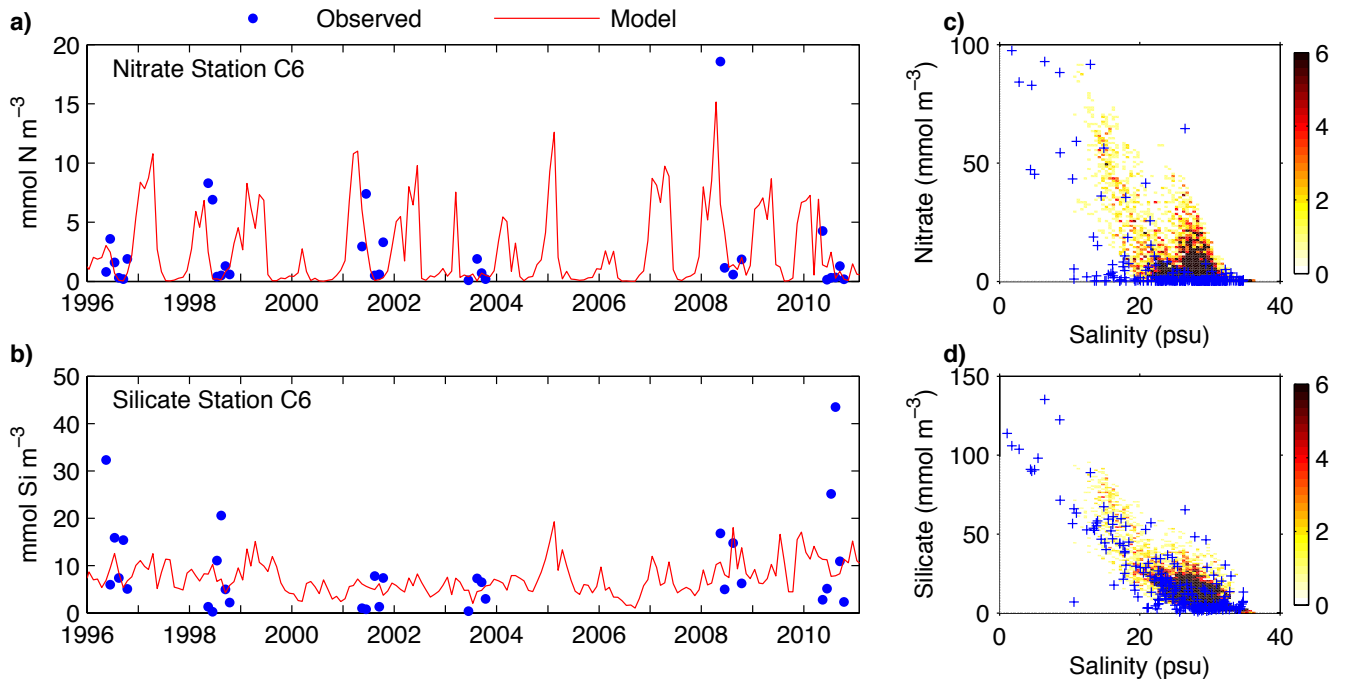 Observed
Model
a)
20
15
10
5
0
mmol N m⁻³
Nitrate Station C6
1996 1998 2000 2002 2004 2006 2008 2010
b)
50
40
30
20
10
0
mmol Si m⁻³
Silicate Station C6
1996 1998 2000 2002 2004 2006 2008 2010
c)
100
50
0
Nitrate (mmol m⁻³)
0 20 40
Salinity (psu)
6
4
2
0
d)
150
100
50
0
Silicate (mmol m⁻³)
0 20 40
Salinity (psu)
6
4
2
0